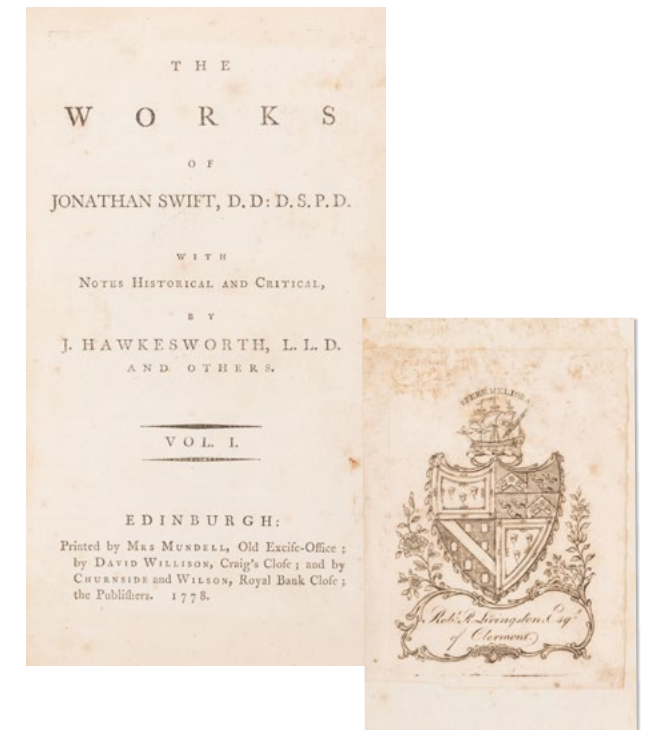 THE
WORKS
OF
JONATHAN SWIFT, D.D: D.S.P.D.
WITH
NOTES HISTORICAL AND CRITICAL,
BY
J. HAWKESWORTH, L.L.D.
AND OTHERS.
VOL. I.
EDINBURGH:
Printed by MRS MUNDELL, Old Exciſe-Office;
by DAVID WILLISON, Craig's Cloſe; and by
CHURNSIDE and WILSON, Royal Bank Cloſe;
the Publiſhers. 1778.
SPERO MELIORA
Robt. R. Livingston Esqr.
of Clermont